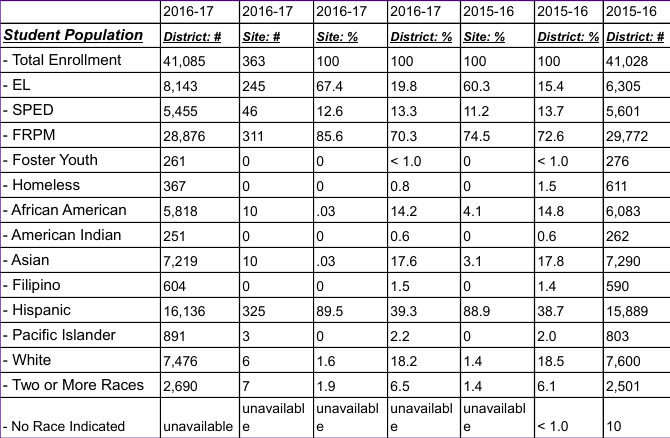 2016-17 2016-17 2016-17 2016-17 2015-16 2015-16 2015-16
Student Population District: # Site: # Site: % District: % Site: % District: % District: #
- Total Enrollment 41,085 363 100 100 100 100 41,028
- EL 8,143 245 67.4 19.8 60.3 15.4 6,305
- SPED 5,455 46 12.6 13.3 11.2 13.7 5,601
- FRPM 28,876 311 85.6 70.3 74.5 72.6 29,772
- Foster Youth 261 0 0 < 1.0 0 < 1.0 276
- Homeless 367 0 0 0.8 0 1.5 611
- African American 5,818 10 .03 14.2 4.1 14.8 6,083
- American Indian 251 0 0 0.6 0 0.6 262
- Asian 7,219 10 .03 17.6 3.1 17.8 7,290
- Filipino 604 0 0 1.5 0 1.4 590
- Hispanic 16,136 325 89.5 39.3 88.9 38.7 15,889
- Pacific Islander 891 3 0 2.2 0 2.0 803
- White 7,476 6 1.6 18.2 1.4 18.5 7,600
- Two or More Races 2,690 7 1.9 6.5 1.4 6.1 2,501
unavailabl unavailabl unavailabl unavailabl
- No Race Indicated unavailable e e e e < 1.0 10